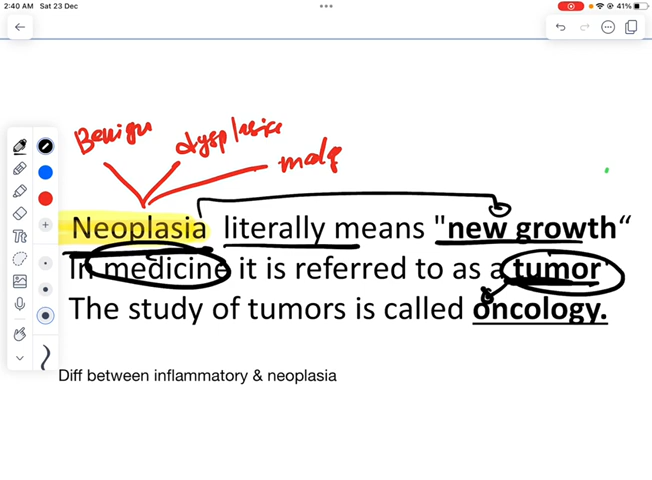 2:40 AM Sat 23 Dec
41%
Benign dysplasia
malg
Neoplasia literally means "new growth“
In medicine it is referred to as a tumor
The study of tumors is called oncology.
Diff between inflammatory & neoplasia
Tt